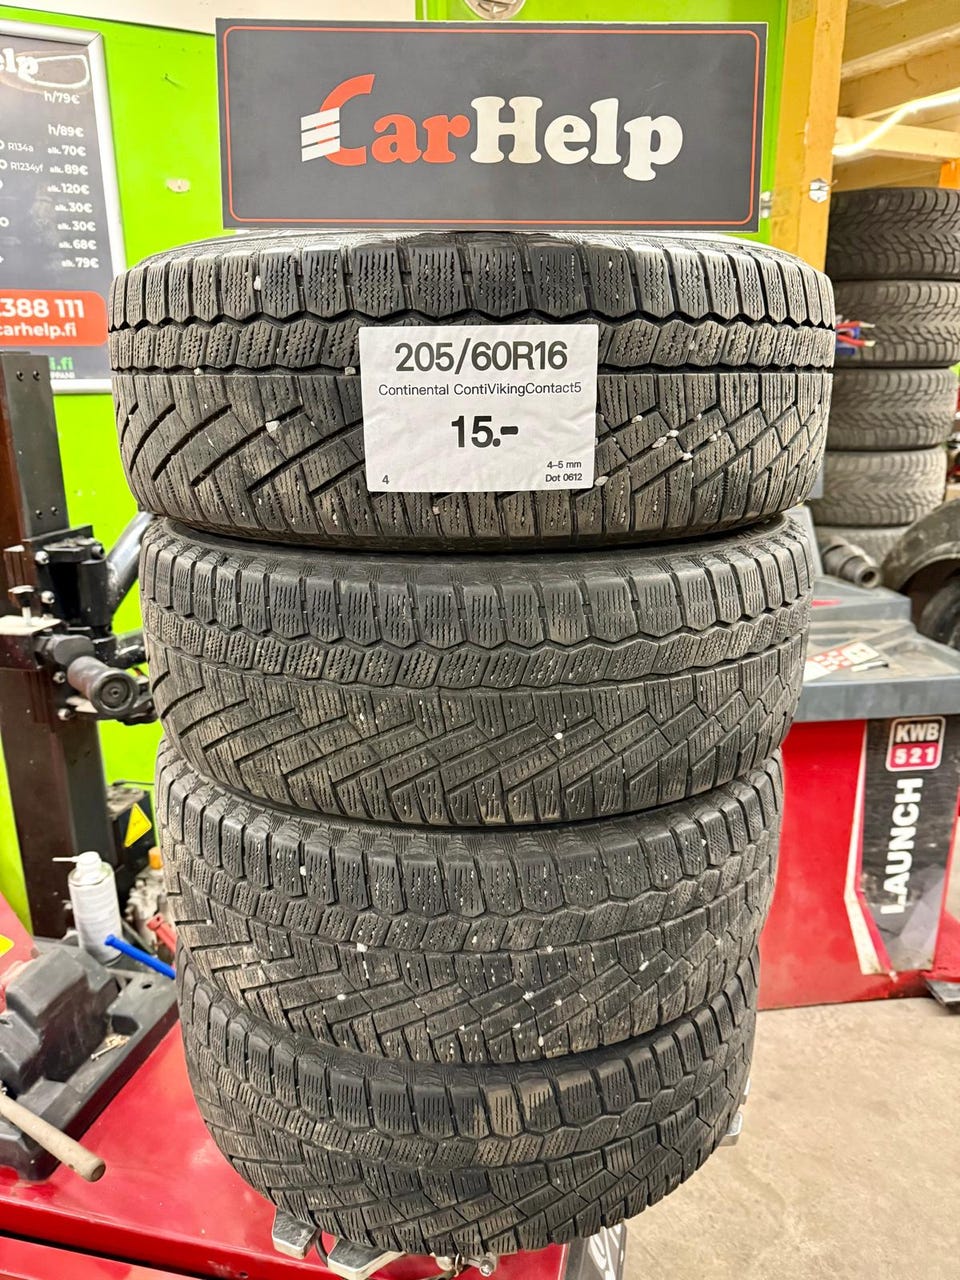 CarHelp
elp
h/79€
h/89€
R134a alk. 70€
R1234yf alk. 89€
alk. 120€
alk. 30€
alk. 30€
alk. 68€
alk. 79€
388 111
carhelp.fi
205/60R16
Continental ContiVikingContact5
15.-
4
4-5 mm
Dot 0612
KWB
521
LAUNCH